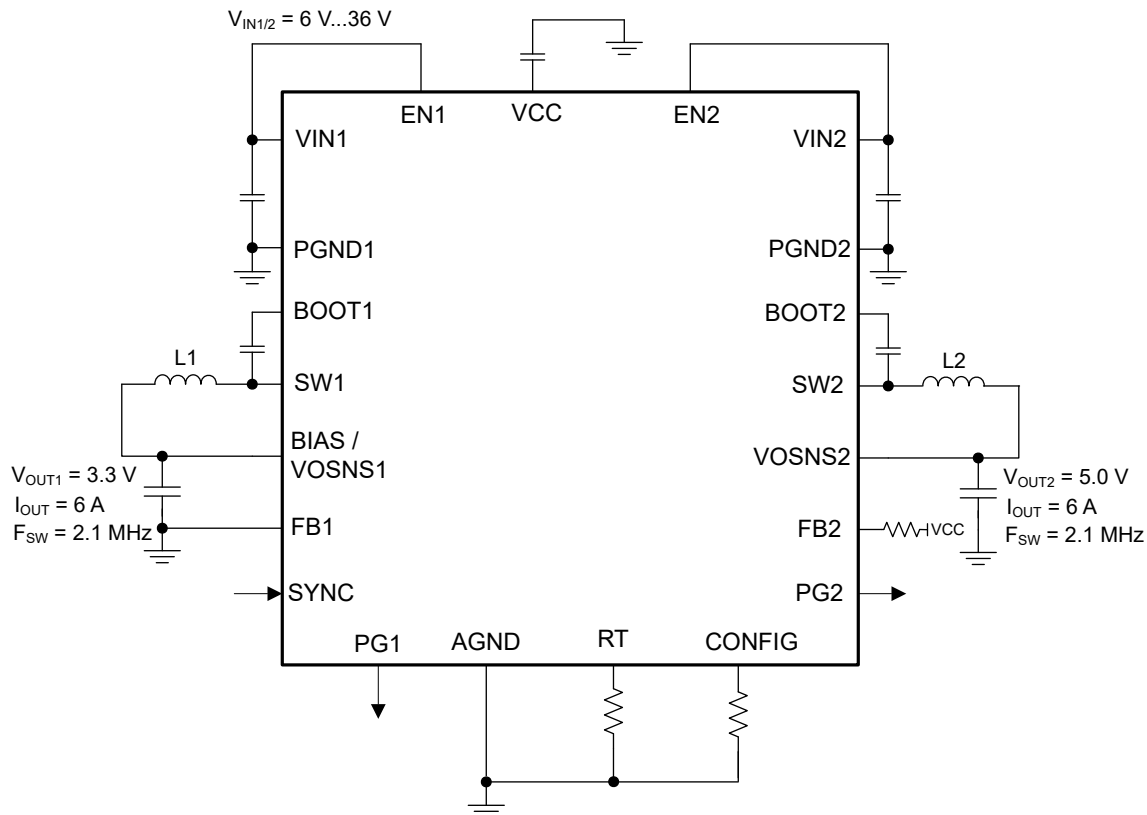 V_IN1/2 = 6 V...36 V
EN1
VCC
EN2
VIN1
VIN2
PGND1
PGND2
BOOT1
BOOT2
L1
L2
SW1
SW2
BIAS /
VOSNS1
VOSNS2
V_OUT1 = 3.3 V
I_OUT = 6 A
F_SW = 2.1 MHz
V_OUT2 = 5.0 V
I_OUT = 6 A
F_SW = 2.1 MHz
FB1
FB2
VCC
SYNC
PG2
PG1
AGND
RT
CONFIG